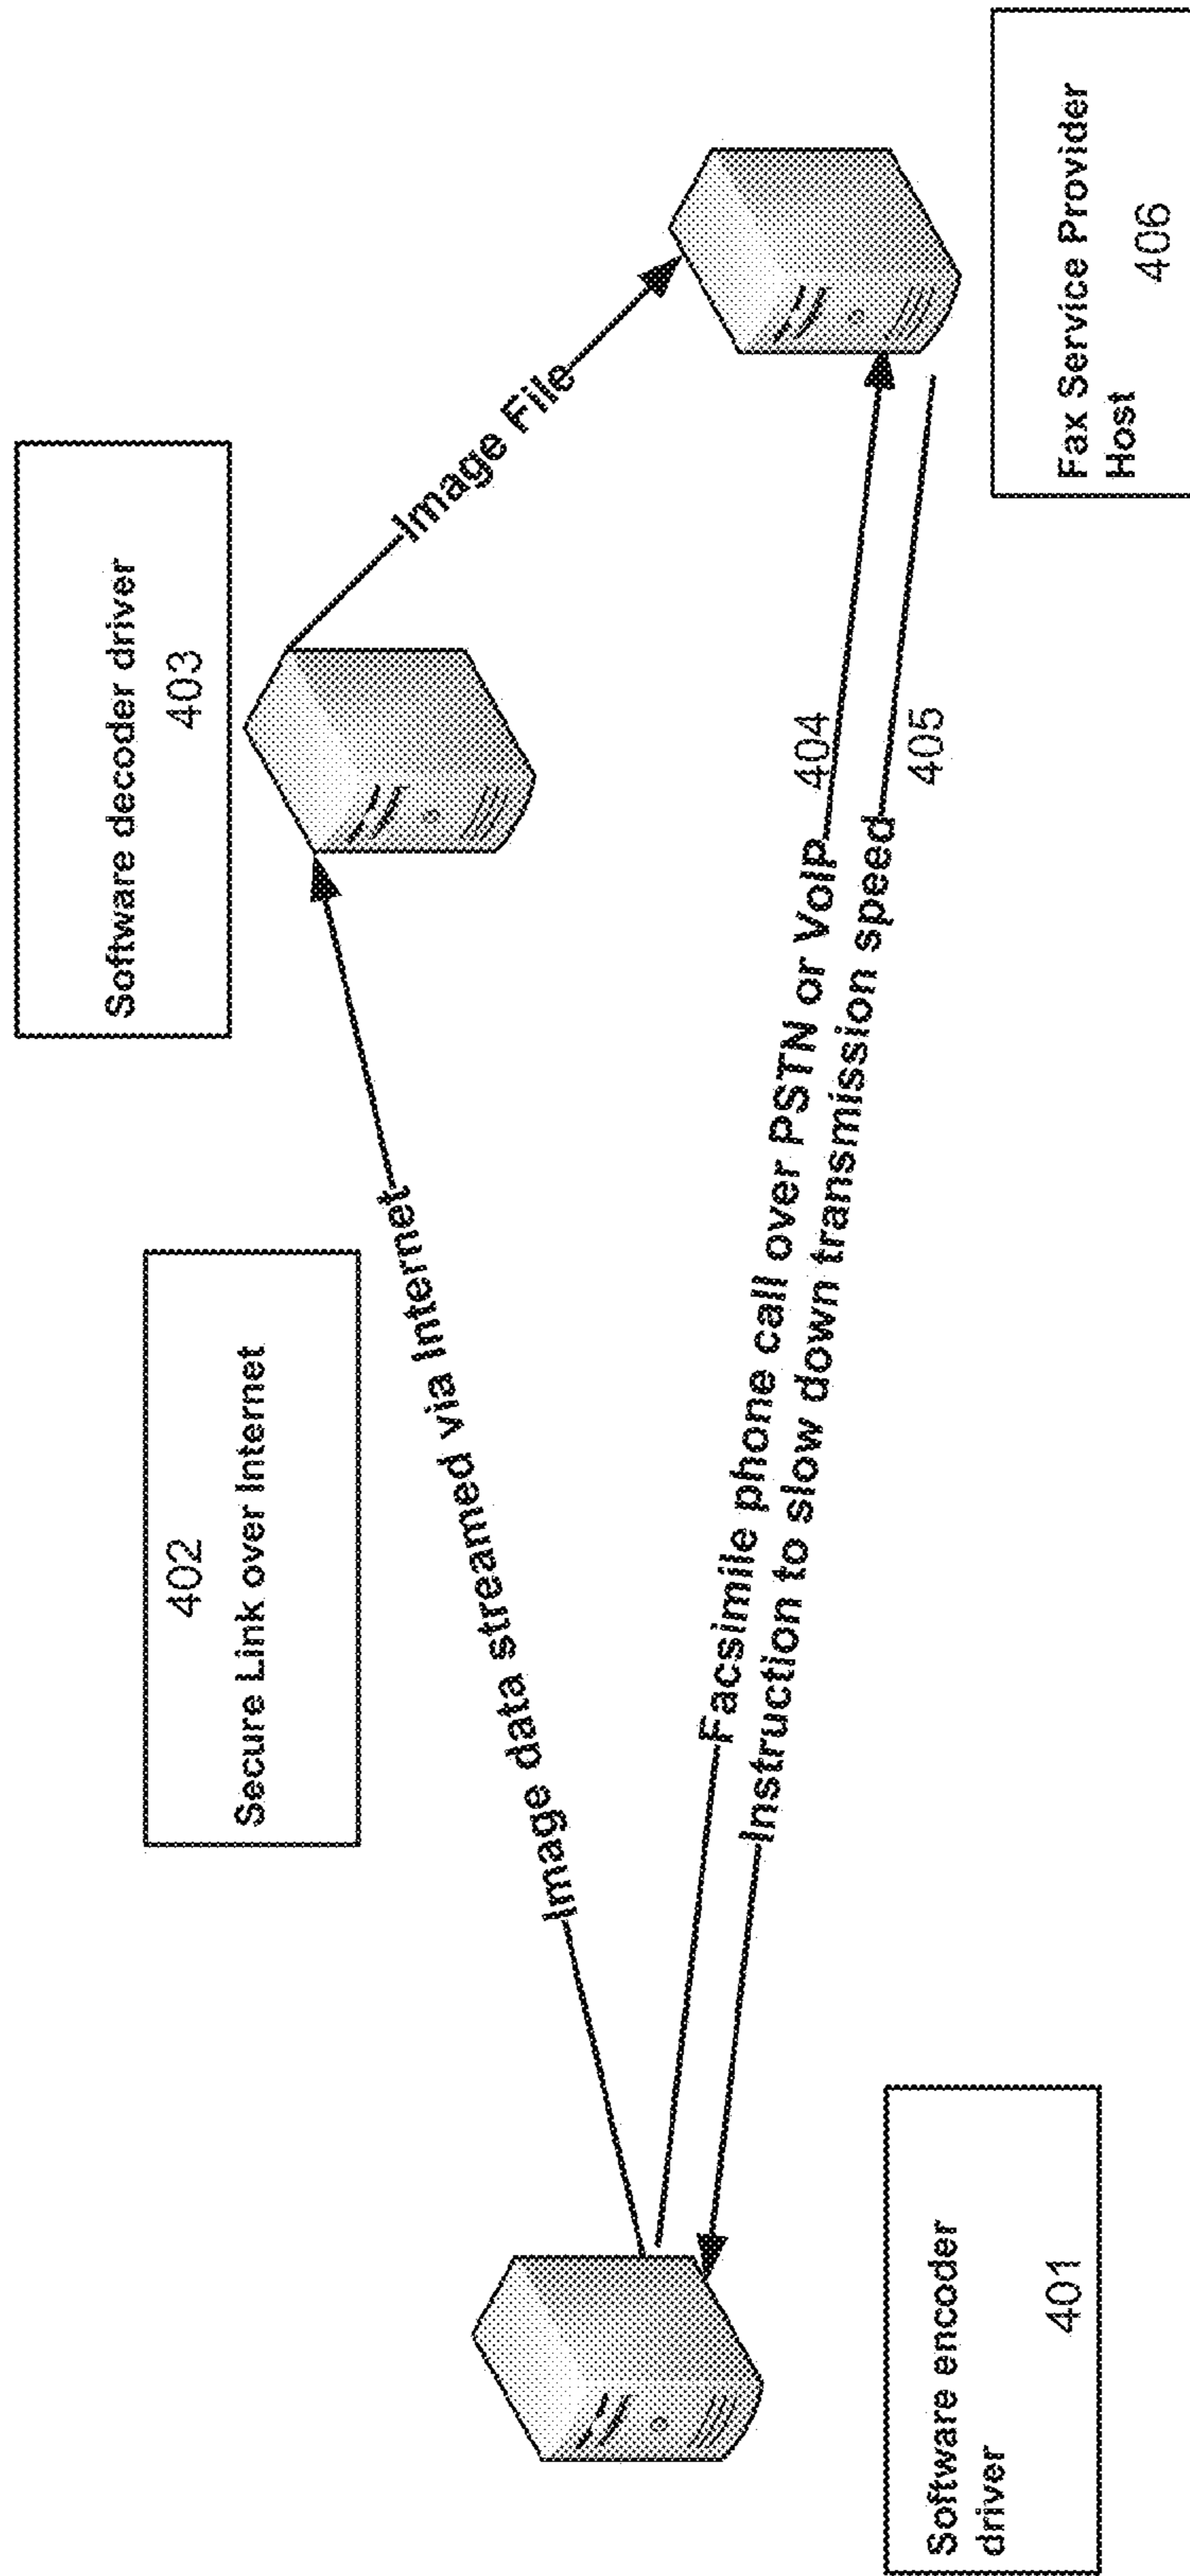 Software decoder driver
403
402
Secure Link over Internet
Image data streamed via Internet
Image File
Facsimile phone call over PSTN or VoIP
404
Instruction to slow down transmission speed
405
Software encoder
driver
401
Fax Service Provider
Host
406